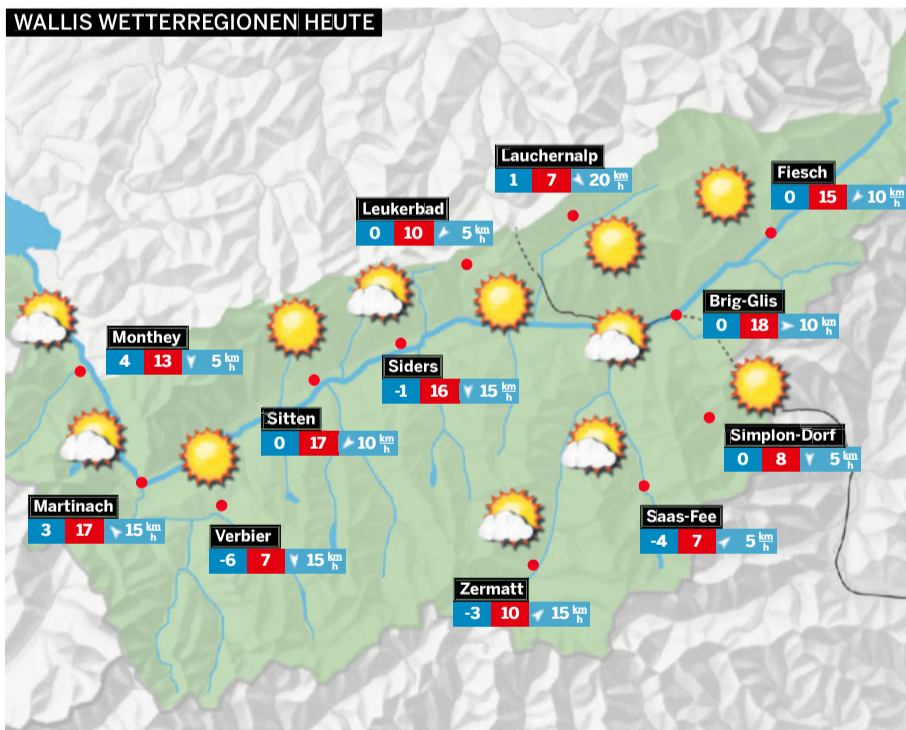 WALLIS WETTERREGIONEN HEUTE
Lauchernalp
1 7 20 km/h
Fiesch
0 15 10 km/h
Leukerbad
0 10 5 km/h
Brig-Glis
0 18 10 km/h
Monthey
4 13 5 km/h
Siders
-1 16 15 km/h
Sitten
0 17 10 km/h
Simplon-Dorf
0 8 5 km/h
Martinach
3 17 15 km/h
Saas-Fee
-4 7 5 km/h
Verbier
-6 7 15 km/h
Zermatt
-3 10 15 km/h